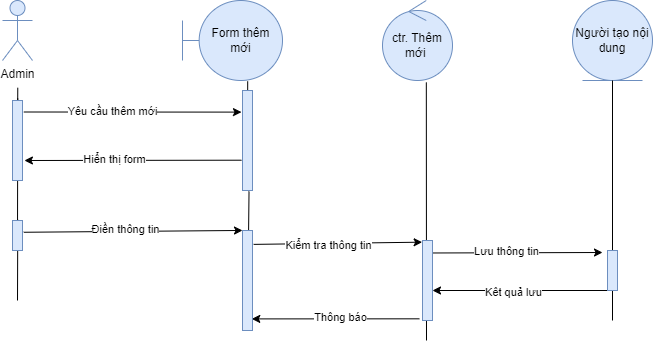 Admin
Form thêm
mới
ctr. Thêm
mới
Người tạo nội
dung
Yêu cầu thêm mới
Hiển thị form
Điền thông tin
Kiểm tra thông tin
Lưu thông tin
Kêt quả lưu
Thông báo